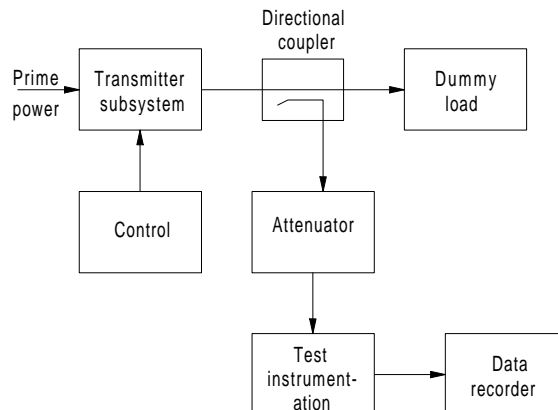 Directional
coupler
Prime
power
Transmitter
subsystem
Dummy
load
Control
Attenuator
Test
instrument-
ation
Data
recorder